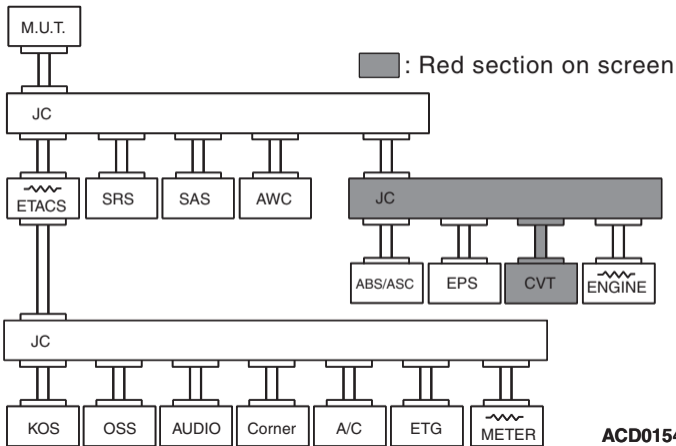 M.U.T.
: Red section on screen
JC
ETACS
SRS
SAS
AWC
JC
ABS/ASC
EPS
CVT
ENGINE
JC
KOS
OSS
AUDIO
Corner
A/C
ETG
METER
ACD0154